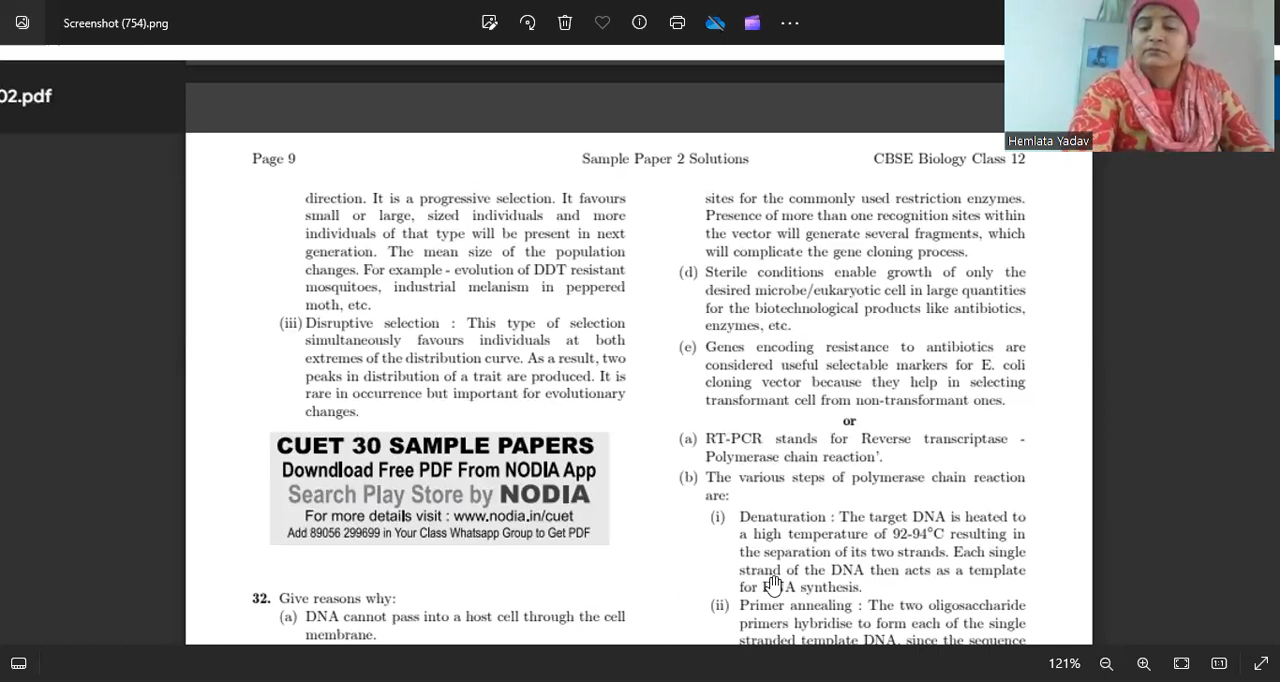 Screenshot (754).png
Hemlata Yadav
02.pdf
Page 9
Sample Paper 2 Solutions
CBSE Biology Class 12
direction. It is a progressive selection. It favours
small or large, sized individuals and more
individuals of that type will be present in next
generation. The mean size of the population
changes. For example - evolution of DDT resistant
mosquitoes, industrial melanism in peppered
moth, etc.
(iii) Disruptive selection : This type of selection
simultaneously favours individuals at both
extremes of the distribution curve. As a result, two
peaks in distribution of a trait are produced. It is
rare in occurrence but important for evolutionary
changes.
CUET 30 SAMPLE PAPERS
Downdload Free PDF From NODIA App
Search Play Store by NODIA
For more details visit : www.nodia.in/cuet
Add 89056 299699 in Your Class Whatsapp Group to Get PDF
32. Give reasons why:
(a) DNA cannot pass into a host cell through the cell
membrane.
sites for the commonly used restriction enzymes.
Presence of more than one recognition sites within
the vector will generate several fragments, which
will complicate the gene cloning process.
(d) Sterile conditions enable growth of only the
desired microbe/eukaryotic cell in large quantities
for the biotechnological products like antibiotics,
enzymes, etc.
(e) Genes encoding resistance to antibiotics are
considered useful selectable markers for E. coli
cloning vector because they help in selecting
transformant cell from non-transformant ones.
or
(a) RT-PCR stands for Reverse transcriptase -
Polymerase chain reaction'.
(b) The various steps of polymerase chain reaction
are:
(i) Denaturation : The target DNA is heated to
a high temperature of 92-94°C resulting in
the separation of its two strands. Each single
strand of the DNA then acts as a template
for synthesis.
(ii) Primer annealing : The two oligosaccharide
primers hybridise to form each of the single
stranded template DNA, since the sequence
121%